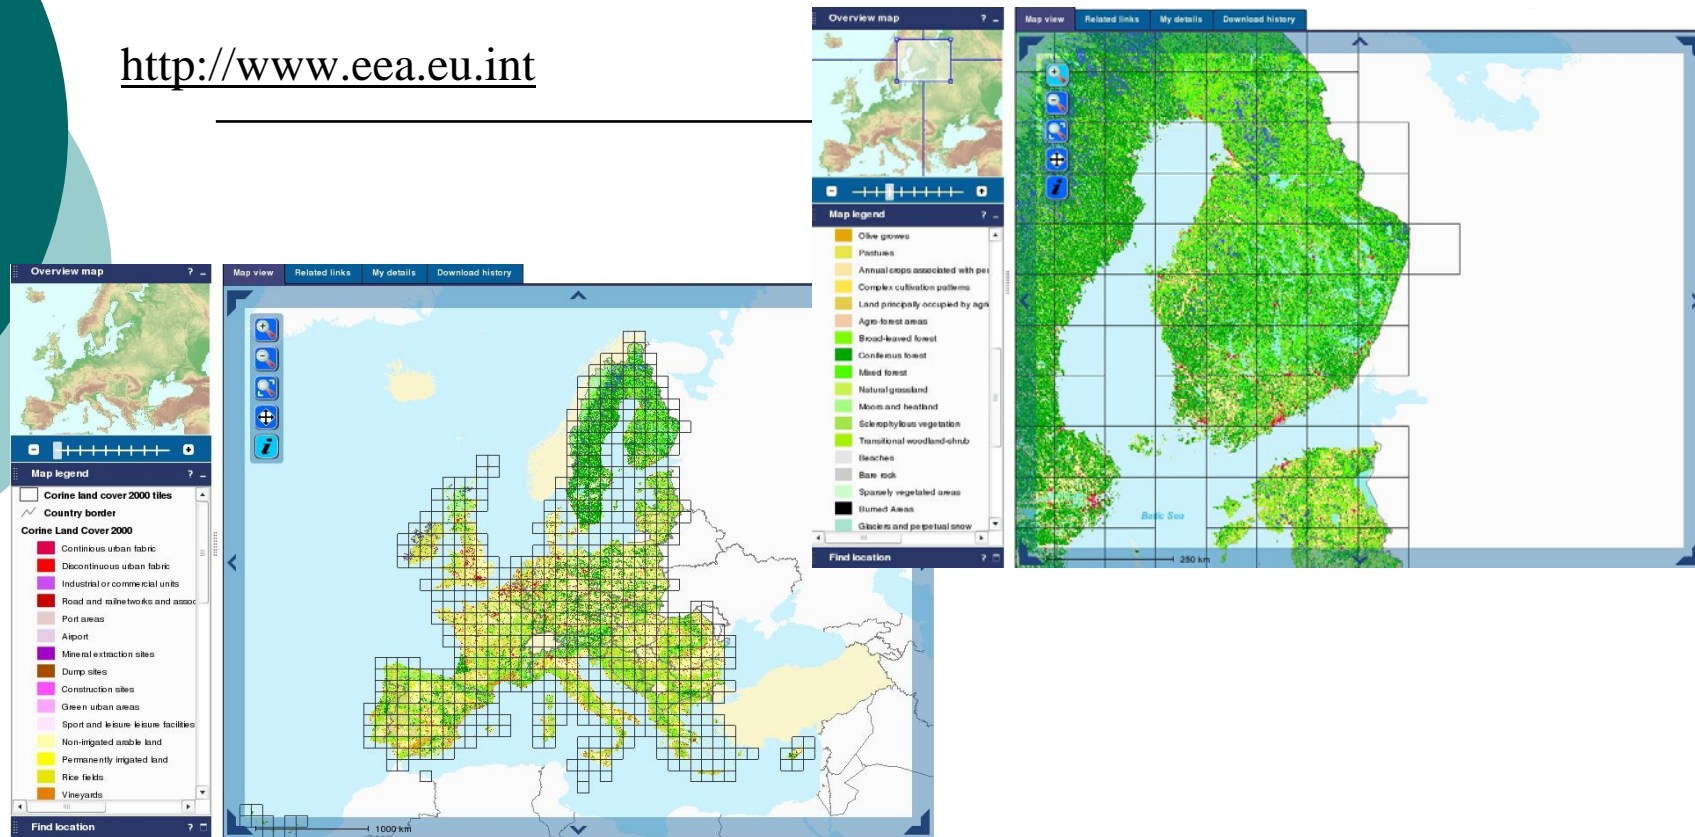 http://www.eea.eu.int
Overview map ? _
Map view Related links My details Download history
Map legend ? _
Olive growes
Pastures
Annual crops associated with per
Complex cultivation patterns
Land principally occupied by agri
Agro-forest areas
Broad-leaved forest
Coniferous forest
Mixed forest
Natural grassland
Moors and heatland
Sclerophylious vegetation
Transitional woodland-shrub
Beaches
Bare rock
Sparsely vegetated areas
Burned Areas
Glaciers and perpetual snow
Find location ?
Baltic Sea
250 km
Overview map ? _
Map view Related links My details Download history
Map legend ? _
Corine land cover 2000 tiles
Country border
Corine Land Cover 2000
Continious urban fabric
Discontinuous urban fabric
Industrial or commercial units
Road and railnetworks and assoc
Port areas
Airport
Mineral extraction sites
Dump sites
Construction sites
Green urban areas
Sport and leisure leisure facilities
Non-irrigated arable land
Permanently irrigated land
Rice fields
Vineyards
Find location ?
1000 km